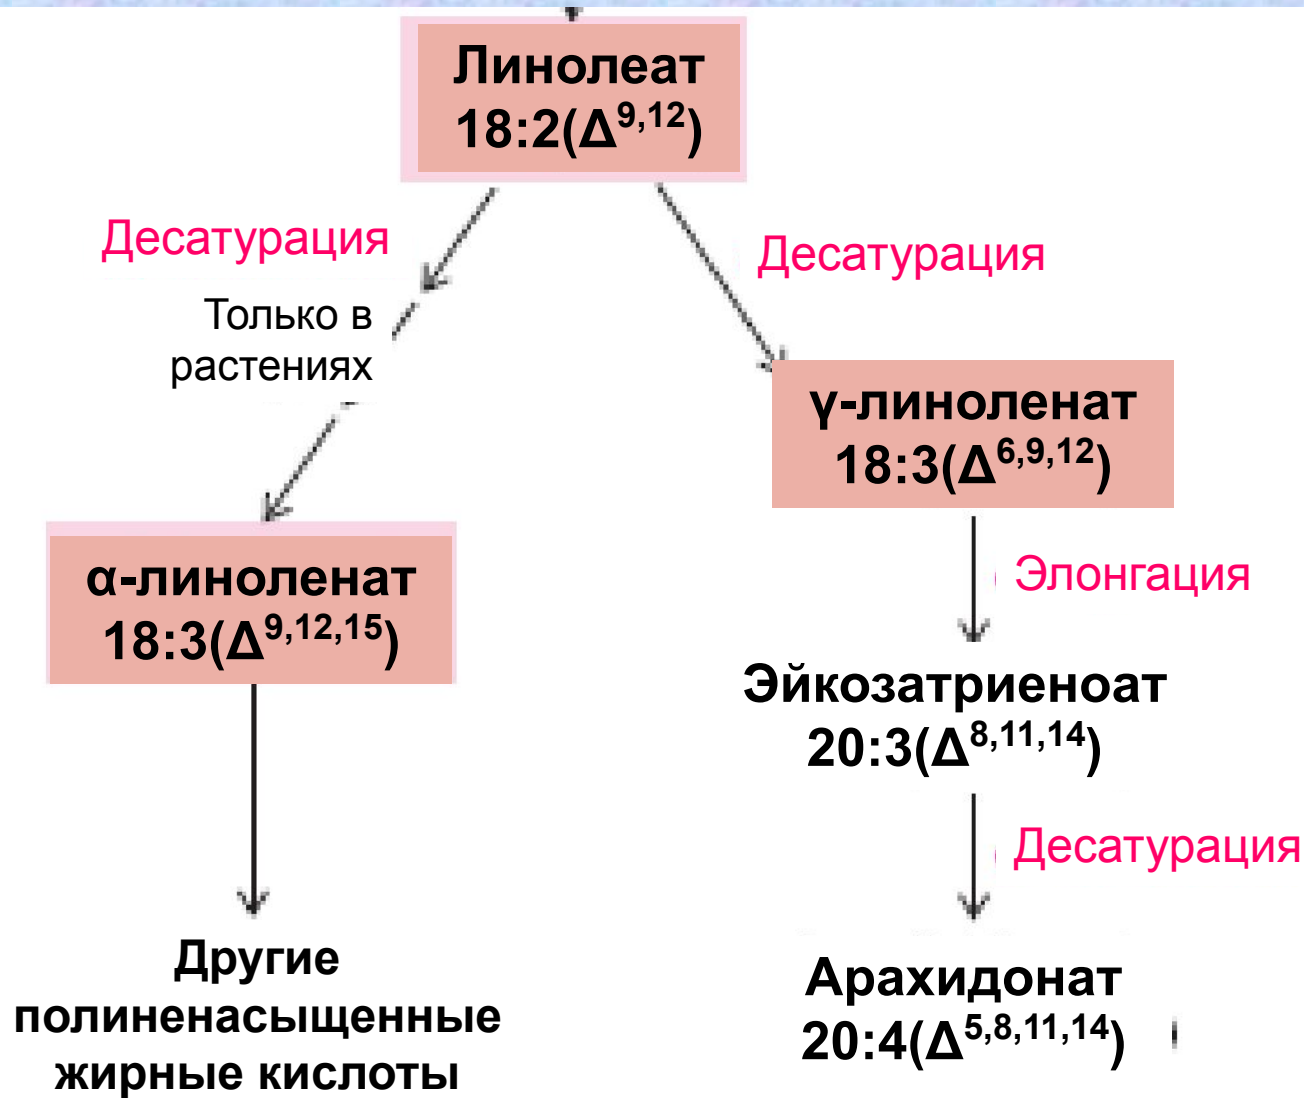 Линолеат
18:2(Δ9,12)
Десатурация
Десатурация
Только в
растениях
γ-линоленат
18:3(Δ6,9,12)
α-линоленат
18:3(Δ9,12,15)
Элонгация
Эйкозатриеноат
20:3(Δ8,11,14)
Десатурация
Другие
полиненасыщенные
жирные кислоты
Арахидонат
20:4(Δ5,8,11,14)